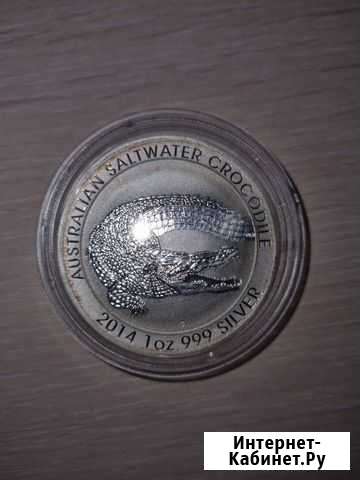 AUSTRALIAN SALTWATER CROCODILE
2014 1oz 999 SILVER
Интернет-
Кабинет.Ру